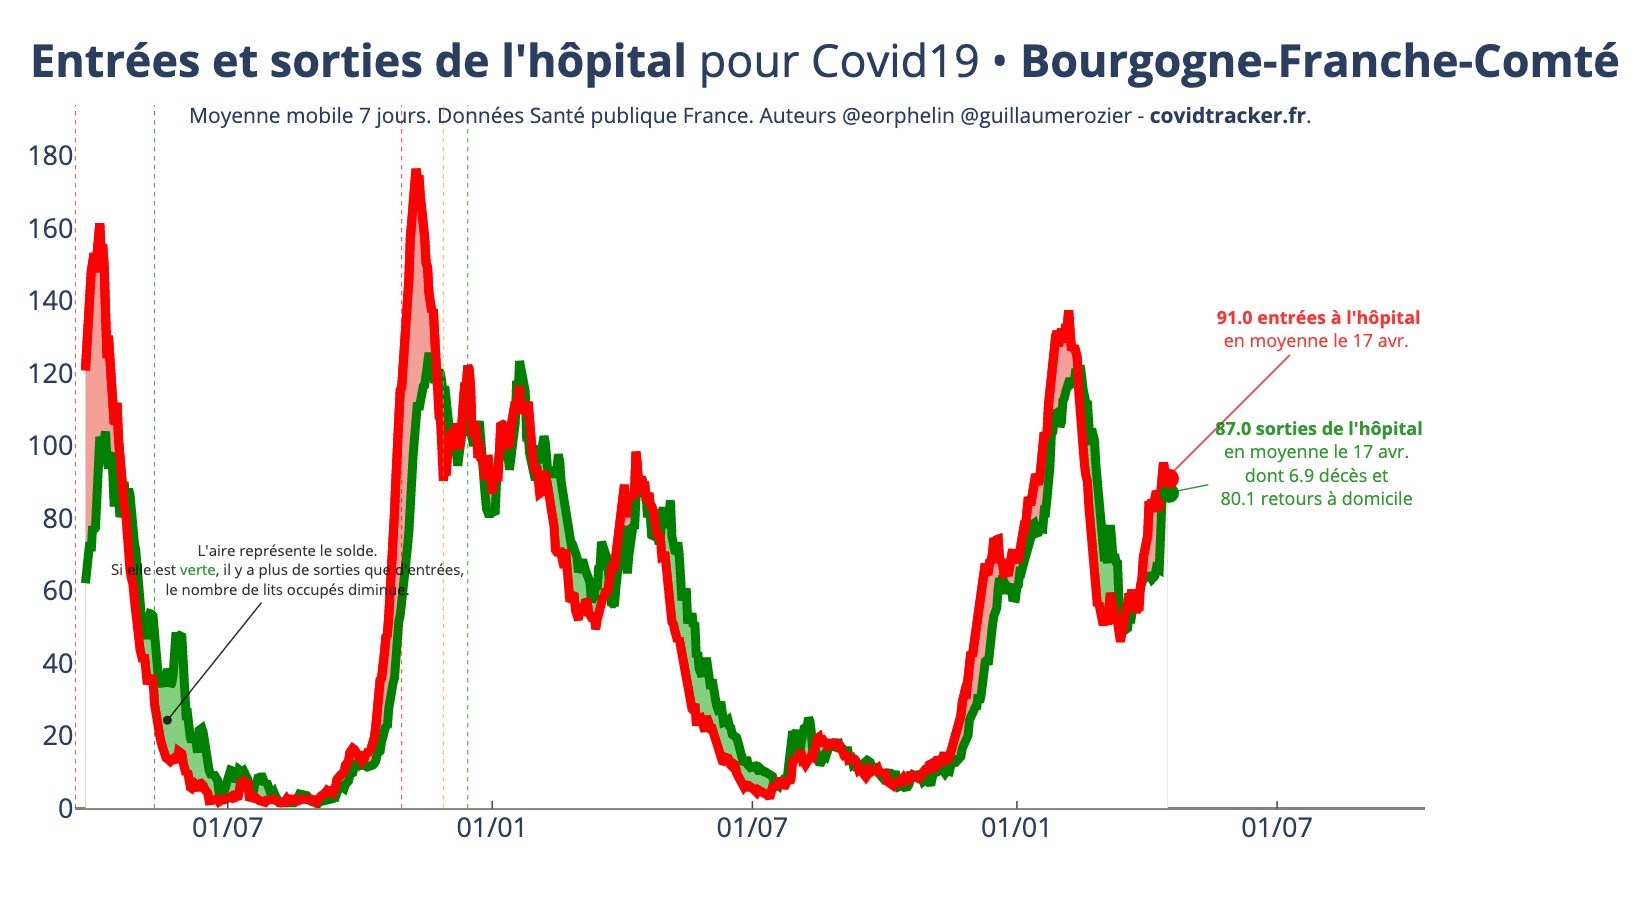 Entrées et sorties de l'hôpital pour Covid19 • Bourgogne-Franche-Comté
Moyenne mobile 7 jours. Données Santé publique France. Auteurs @eorphelin @guillaumerozier - covidtracker.fr.
180
160
140
120
100
80
60
40
20
0
91.0 entrées à l'hôpital
en moyenne le 17 avr.
87.0 sorties de l'hôpital
en moyenne le 17 avr.
dont 6.9 décès et
80.1 retours à domicile
L'aire représente le solde.
Si elle est verte, il y a plus de sorties que d'entrées,
le nombre de lits occupés diminue.
01/07
01/01
01/07
01/01
01/07